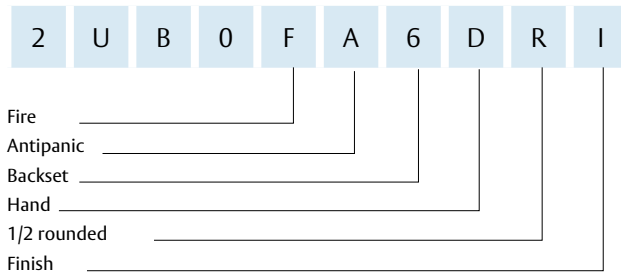 2 U B 0 F A 6 D R I
Fire
Antipanic
Backset
Hand
1/2 rounded
Finish